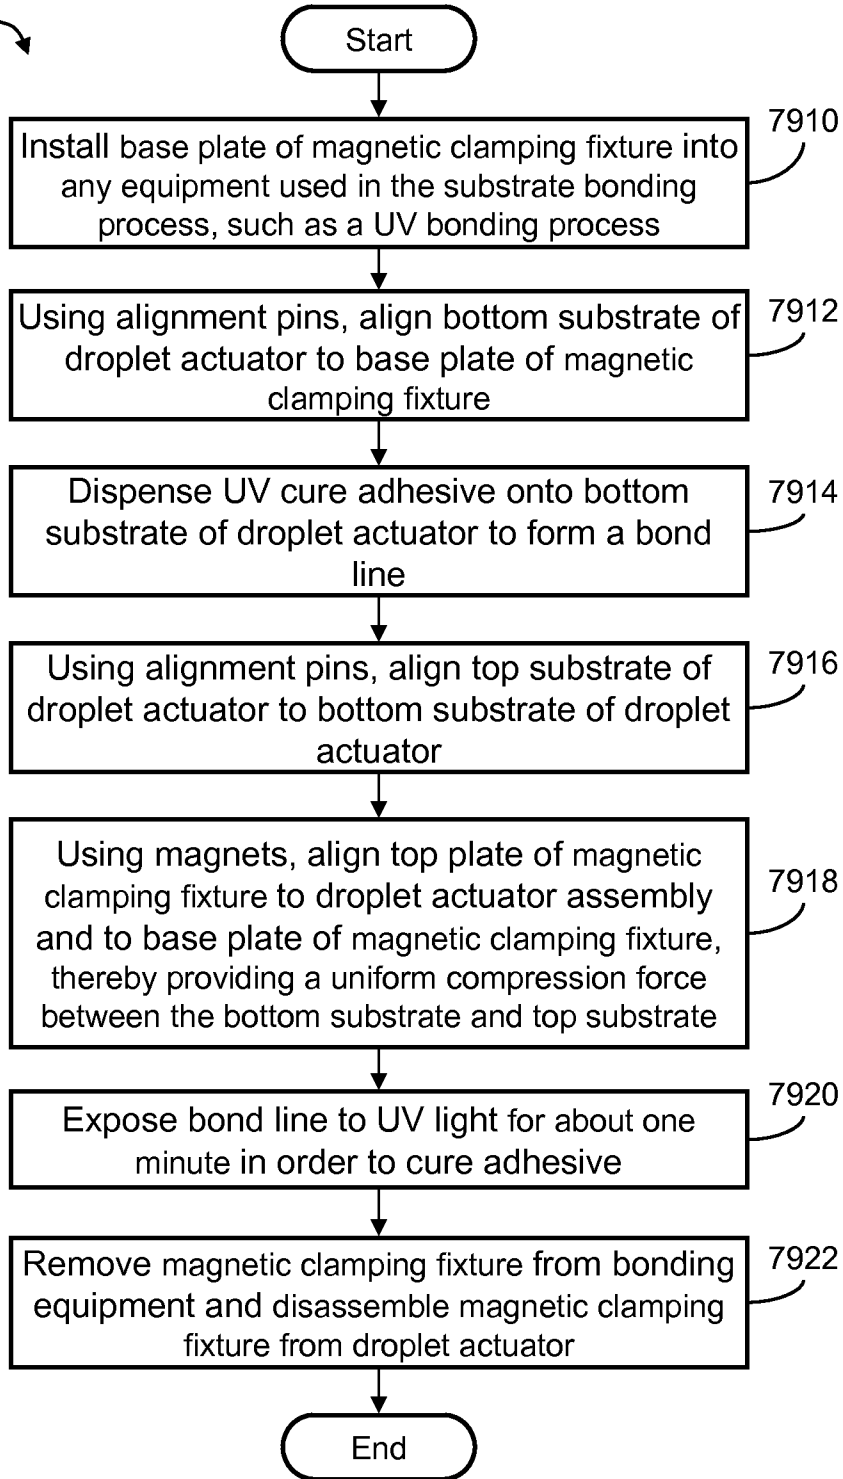 Start
7910
Install base plate of magnetic clamping fixture into
any equipment used in the substrate bonding
process, such as a UV bonding process
7912
Using alignment pins, align bottom substrate of
droplet actuator to base plate of magnetic
clamping fixture
7914
Dispense UV cure adhesive onto bottom
substrate of droplet actuator to form a bond
line
7916
Using alignment pins, align top substrate of
droplet actuator to bottom substrate of droplet
actuator
7918
Using magnets, align top plate of magnetic
clamping fixture to droplet actuator assembly
and to base plate of magnetic clamping fixture,
thereby providing a uniform compression force
between the bottom substrate and top substrate
7920
Expose bond line to UV light for about one
minute in order to cure adhesive
7922
Remove magnetic clamping fixture from bonding
equipment and disassemble magnetic clamping
fixture from droplet actuator
End